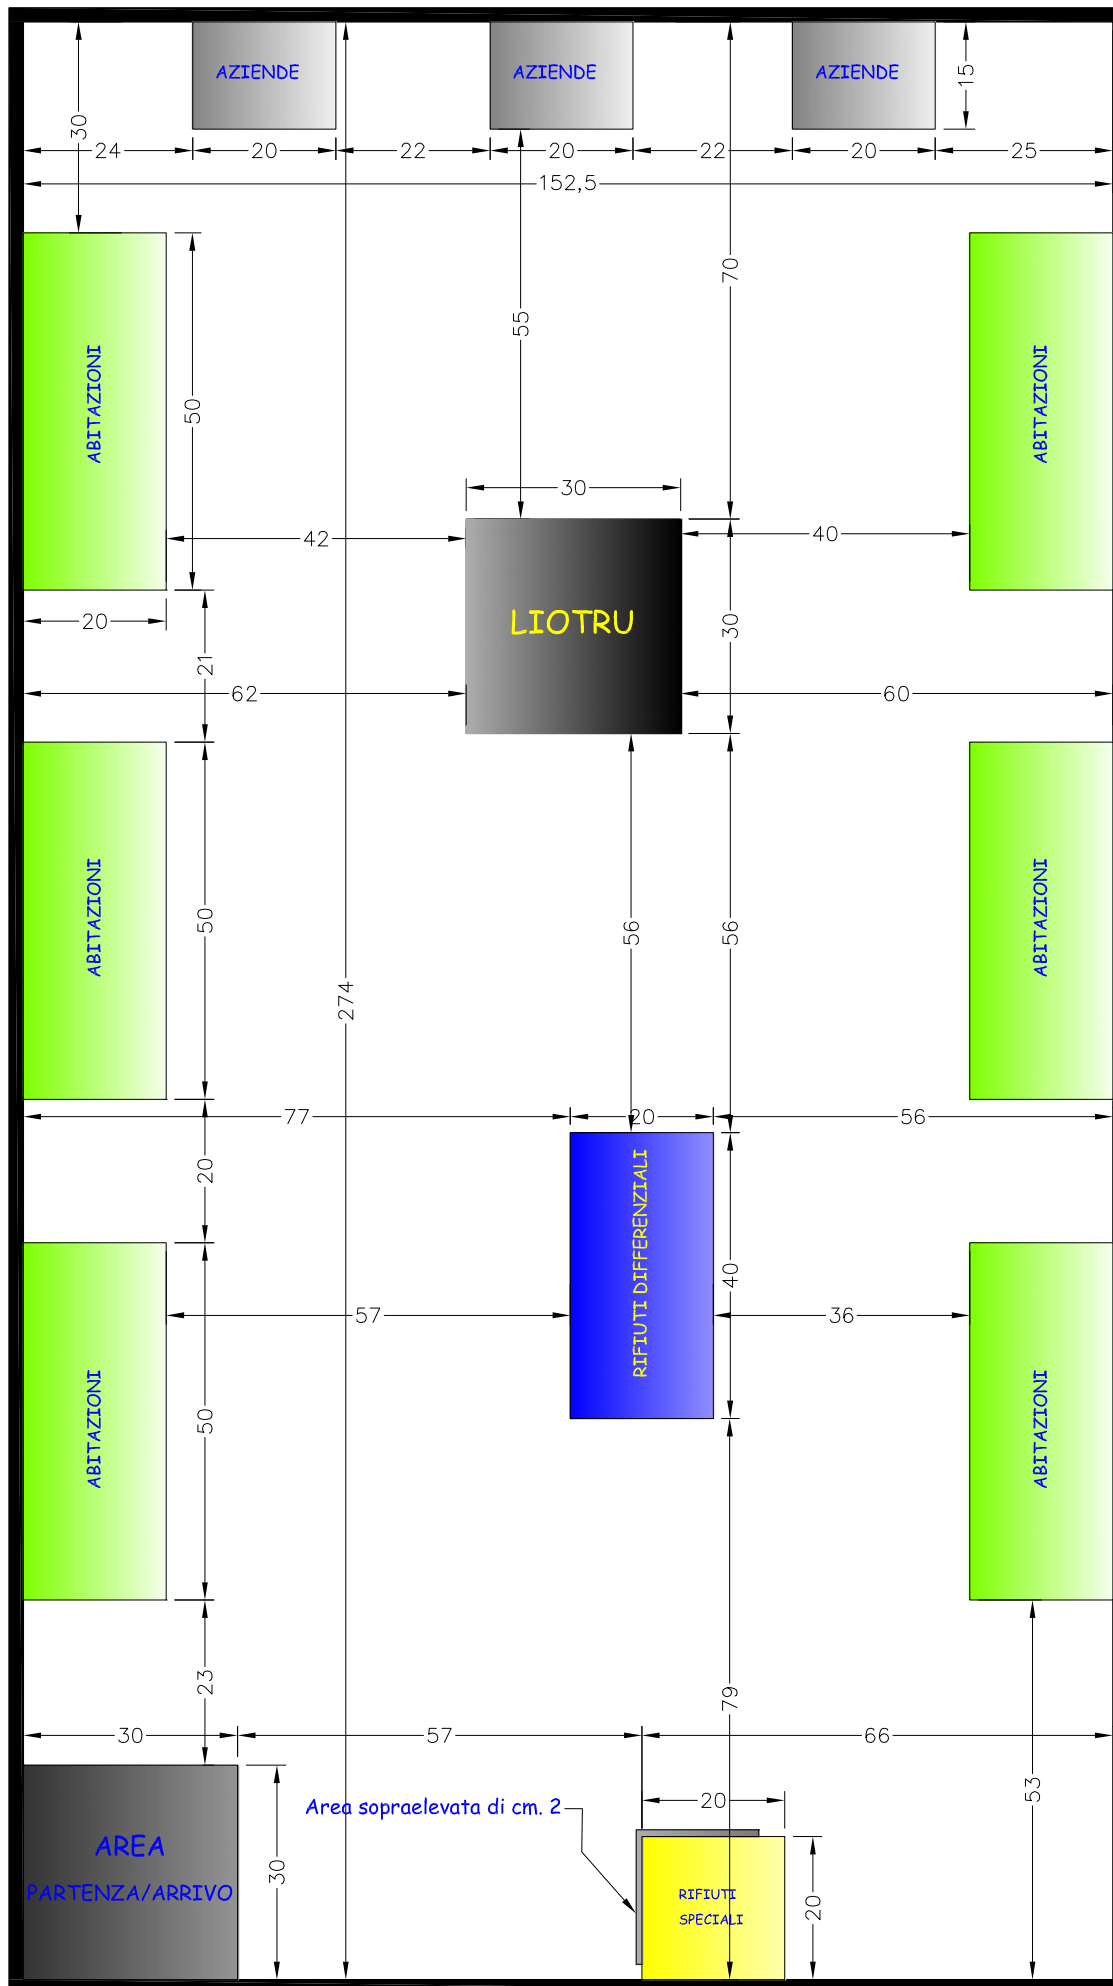 AZIENDE
AZIENDE
AZIENDE
15
30
24
20
22
20
22
20
25
152,5
70
55
ABITAZIONI
50
ABITAZIONI
30
42
40
LIOTRU
30
20
21
62
60
ABITAZIONI
50
56
56
ABITAZIONI
274
77
20
56
20
RIFIUTI DIFFERENZIALI
40
57
36
ABITAZIONI
50
ABITAZIONI
23
79
30
57
66
53
Area sopraelevata di cm. 2
20
AREA
PARTENZA/ARRIVO
30
RIFIUTI
SPECIALI
20